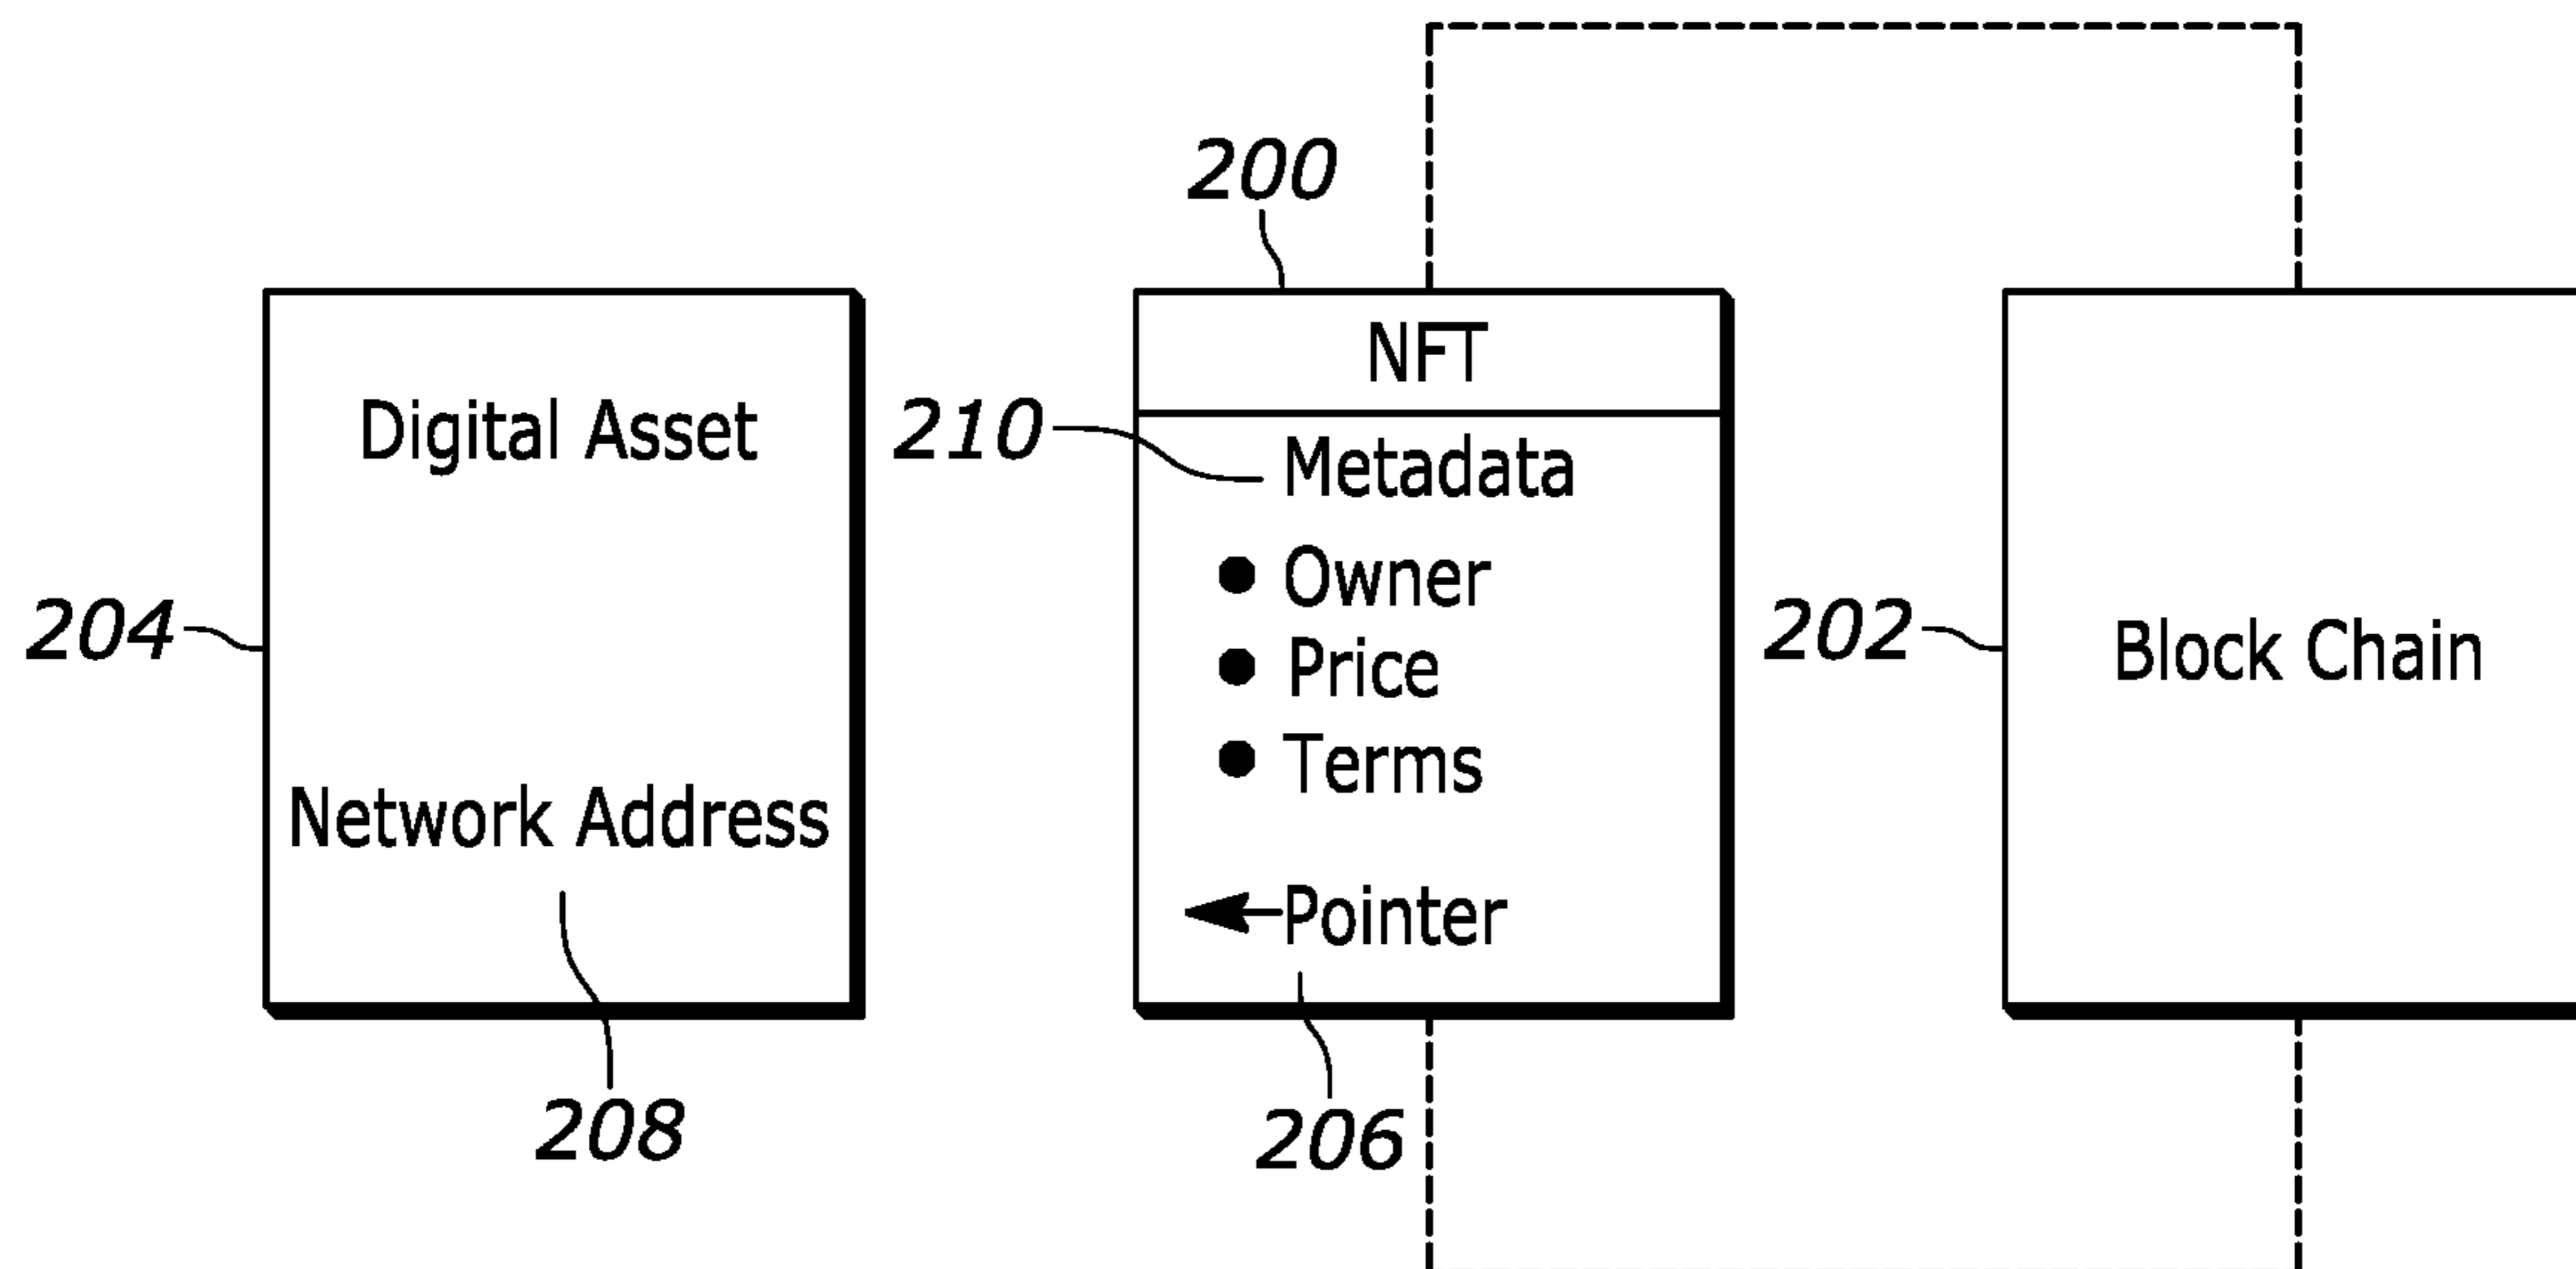 200
NFT
Digital Asset
210
Metadata
● Owner
204
202
Block Chain
● Price
● Terms
Network Address
Pointer
208
206